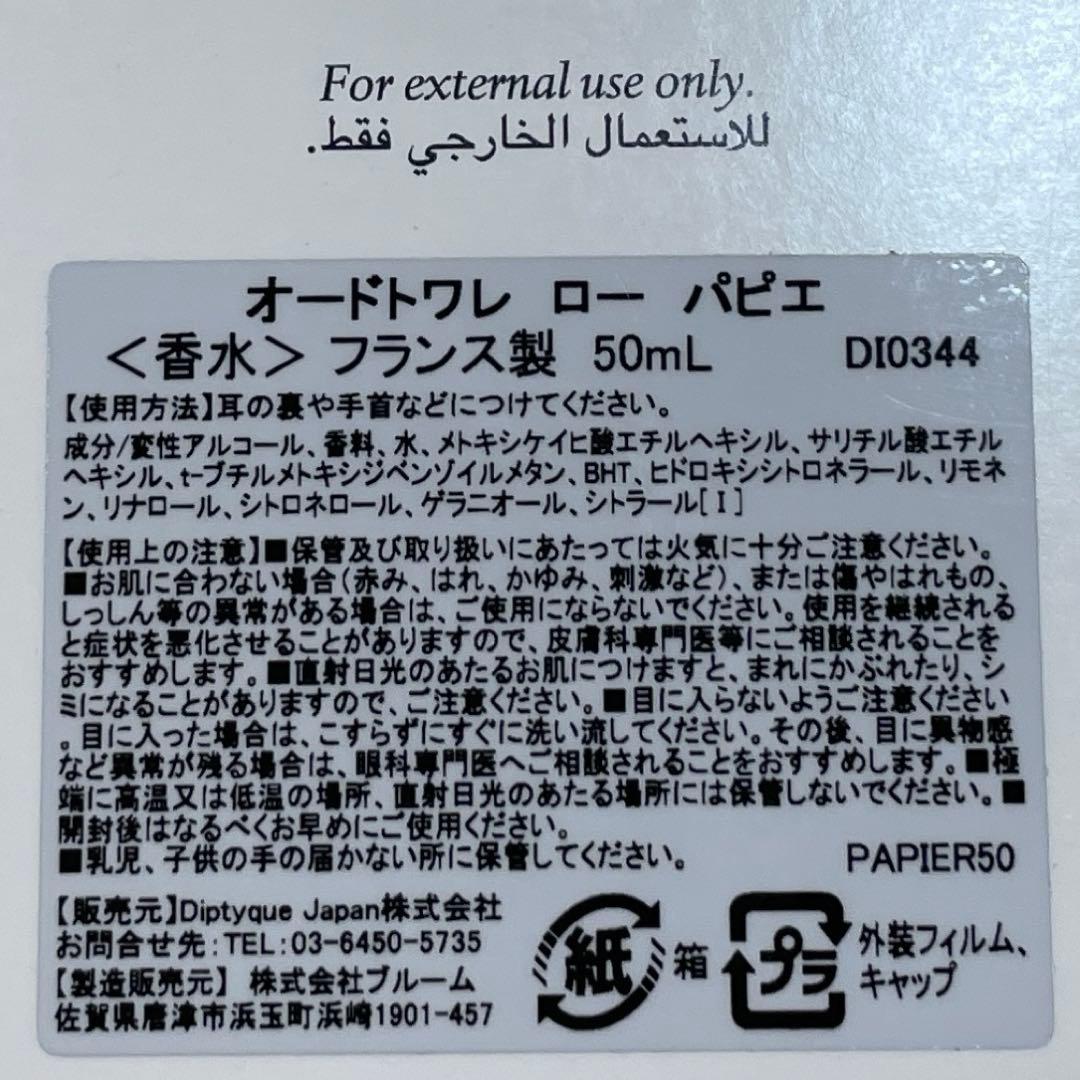 For external use only.
للاستعمال الخارجي فقط.
オードトワレ ロー パピエ
＜香水＞フランス製 50mL DI0344
【使用方法】耳の裏や手首などにつけてください。
成分/変性アルコール、香料、水、メトキシケイヒ酸エチルヘキシル、サリチル酸エチル
ヘキシル、t-ブチルメトキシジベンゾイルメタン、BHT、ヒドロキシシトロネラール、リモネ
ン、リナロール、シトロネロール、ゲラニオール、シトラール[I]
【使用上の注意】■保管及び取り扱いにあたっては火気に十分ご注意ください。
■お肌に合わない場合(赤み、はれ、かゆみ、刺激など)、または傷やはれもの、
しっしん等の異常がある場合は、ご使用にならないでください。使用を継続される
と症状を悪化させることがありますので、皮膚科専門医等にご相談されることを
おすすめします。■直射日光のあたるお肌につけますと、まれにかぶれたり、シ
ミになることがありますので、ご注意ください。■目に入らないようご注意ください
。目に入った場合は、こすらずにすぐに洗い流してください。その後、目に異物感
など異常が残る場合は、眼科専門医へご相談されることをおすすめします。■極
端に高温又は低温の場所、直射日光のあたる場所には保管しないでください。■
開封後はなるべくお早めにご使用ください。
■乳児、子供の手の届かない所に保管してください。 PAPIER50
【販売元】Diptyque Japan株式会社
お問合せ先:TEL:03-6450-5735
【製造販売元】 株式会社ブルーム
佐賀県唐津市浜玉町浜崎1901-457
紙 箱
プラ 外装フィルム、
キャップ